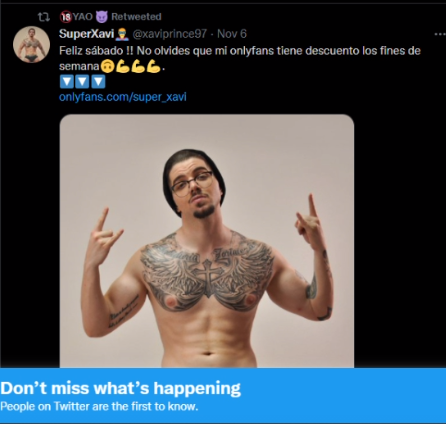 🔞YAO 😈 Retweeted
SuperXavi @xaviprince97 · Nov 6
Feliz sábado !! No olvides que mi onlyfans tiene descuento los fines de
semana🙃💪💪💪.
🔽🔽🔽
onlyfans.com/super_xavi
Don’t miss what’s happening
People on Twitter are the first to know.